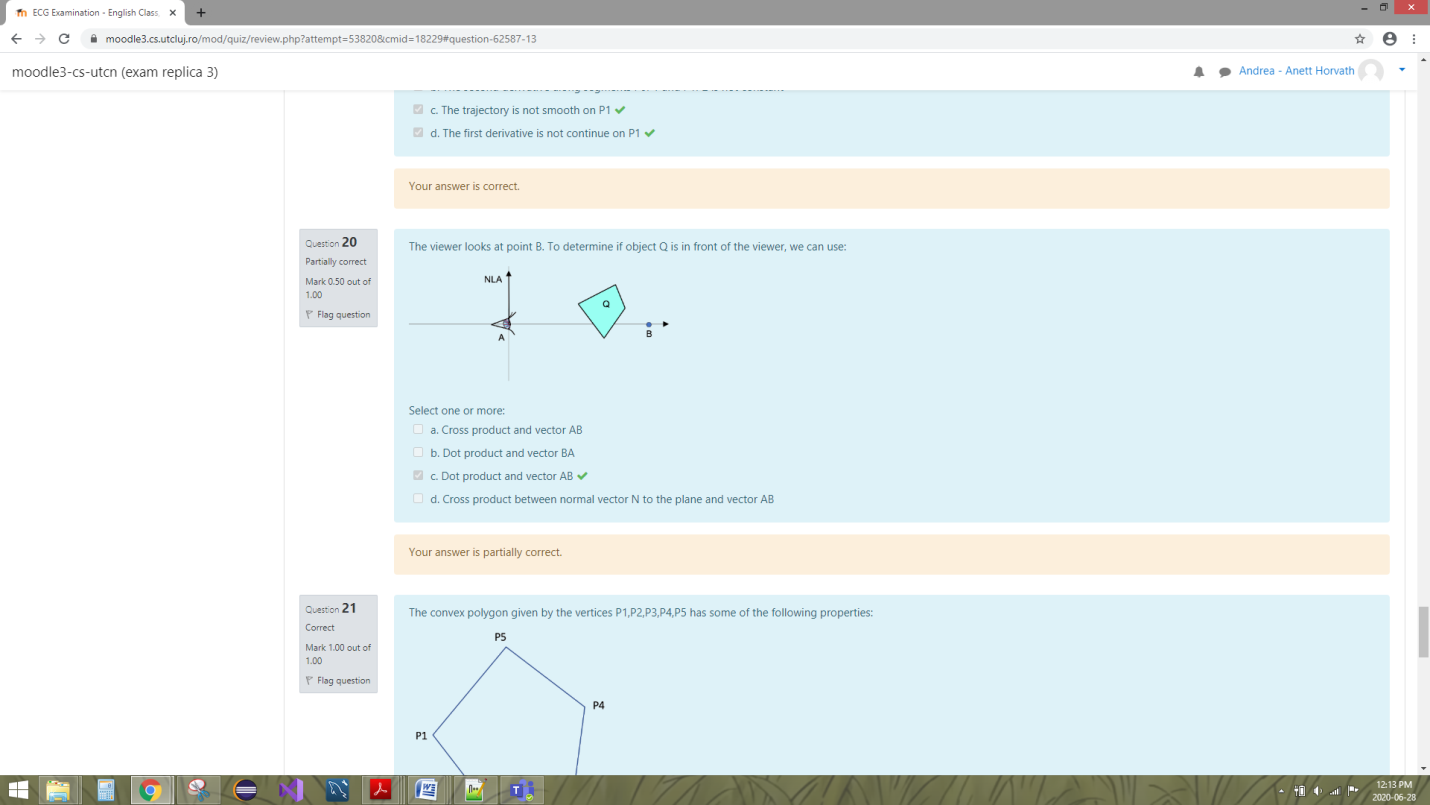 ECG Examination - English Class
moodle3.cs.utcluj.ro/mod/quiz/review.php?attempt=53820&cmid=18229#question-62587-13
moodle3-cs-utcn (exam replica 3)
Andrea - Anett Horvath
c. The trajectory is not smooth on P1
d. The first derivative is not continue on P1
Your answer is correct.
Question 20
Partially correct
Mark 0.50 out of
1.00
Flag question
The viewer looks at point B. To determine if object Q is in front of the viewer, we can use:
NLA
Q
A
B
Select one or more:
a. Cross product and vector AB
b. Dot product and vector BA
c. Dot product and vector AB
d. Cross product between normal vector N to the plane and vector AB
Your answer is partially correct.
Question 21
Correct
Mark 1.00 out of
1.00
Flag question
The convex polygon given by the vertices P1,P2,P3,P4,P5 has some of the following properties:
P5
P4
P1
12:13 PM
2020-06-28